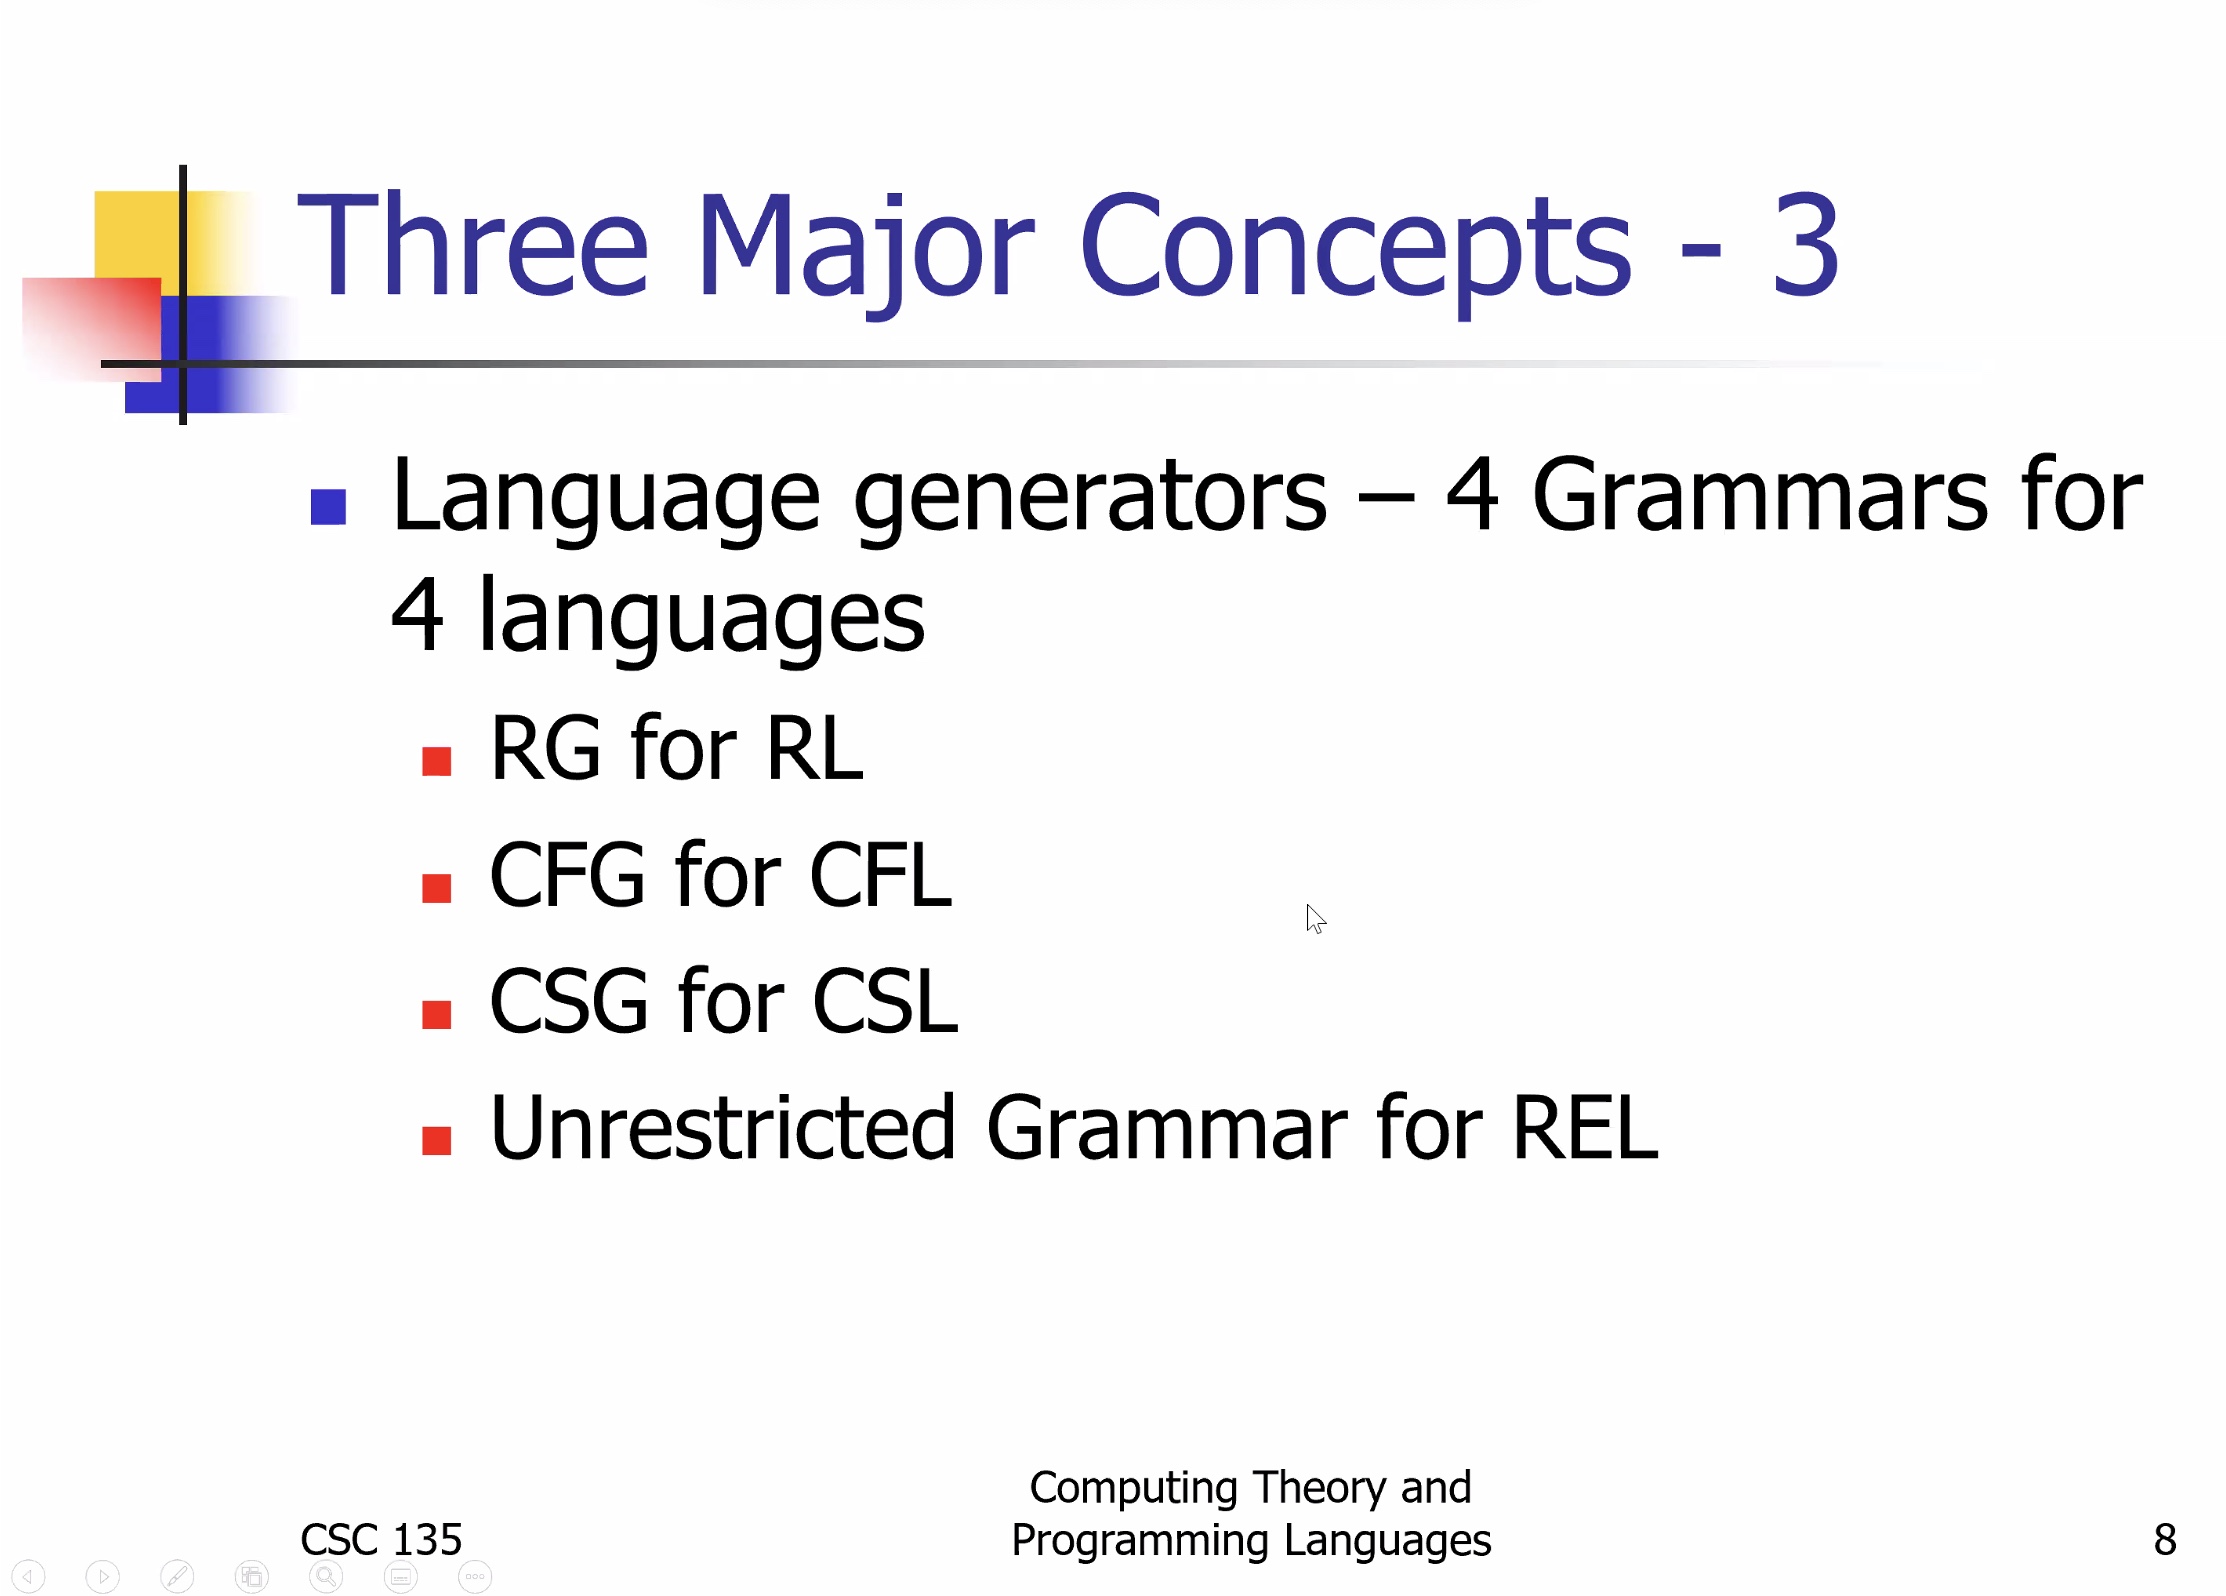 Three Major Concepts - 3
Language generators – 4 Grammars for
4 languages
RG for RL
CFG for CFL
CSG for CSL
Unrestricted Grammar for REL
CSC 135
Computing Theory and
Programming Languages
8